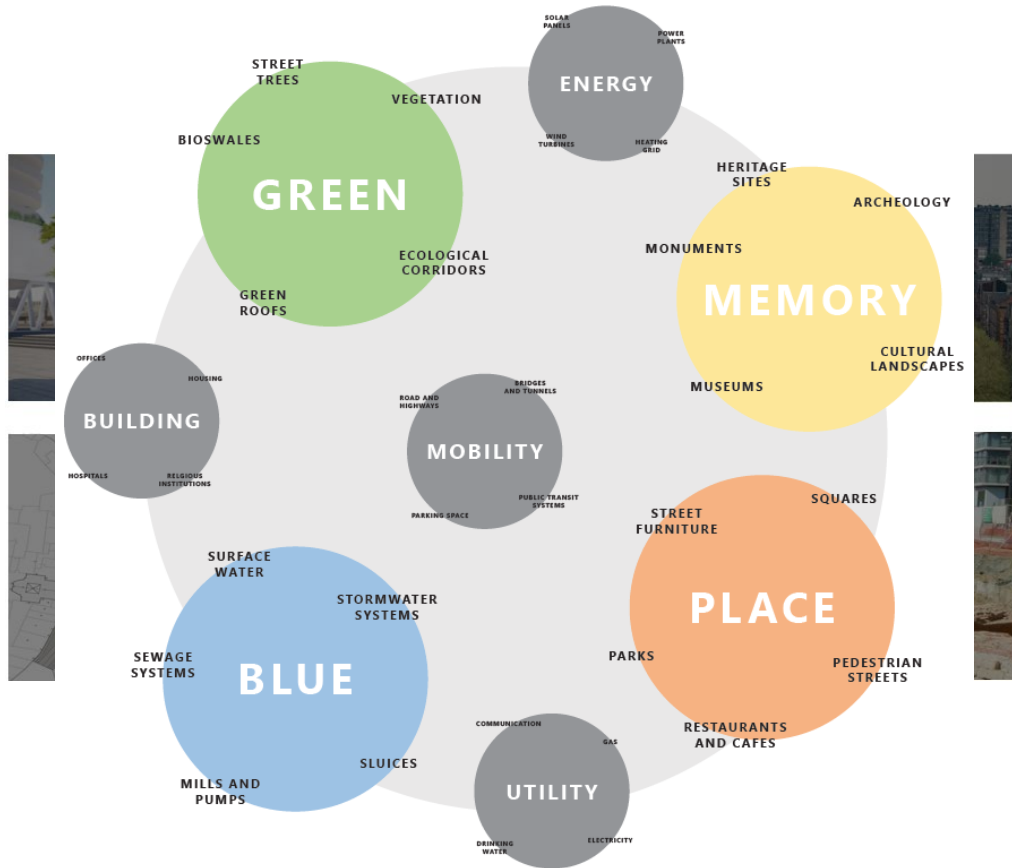 SOLAR
PANELS
POWER
PLANTS
ENERGY
WIND
TURBINES
HEATING
GRID
STREET
TREES
VEGETATION
BIOSWALES
GREEN
ECOLOGICAL
CORRIDORS
GREEN
ROOFS
HERITAGE
SITES
ARCHEOLOGY
MONUMENTS
MEMORY
CULTURAL
LANDSCAPES
MUSEUMS
OFFICES
HOUSING
BUILDING
HOSPITALS
RELGIOUS
INSTITUTIONS
ROAD AND
HIGHWAYS
BRIDGES
AND TUNNELS
MOBILITY
PUBLIC TRANSIT
SYSTEMS
PARKING SPACE
SQUARES
STREET
FURNITURE
PLACE
PARKS
PEDESTRIAN
STREETS
RESTAURANTS
AND CAFES
SURFACE
WATER
STORMWATER
SYSTEMS
SEWAGE
SYSTEMS
BLUE
SLUICES
MILLS AND
PUMPS
COMMUNICATION
GAS
UTILITY
ELECTRICITY
DRINKING
WATER